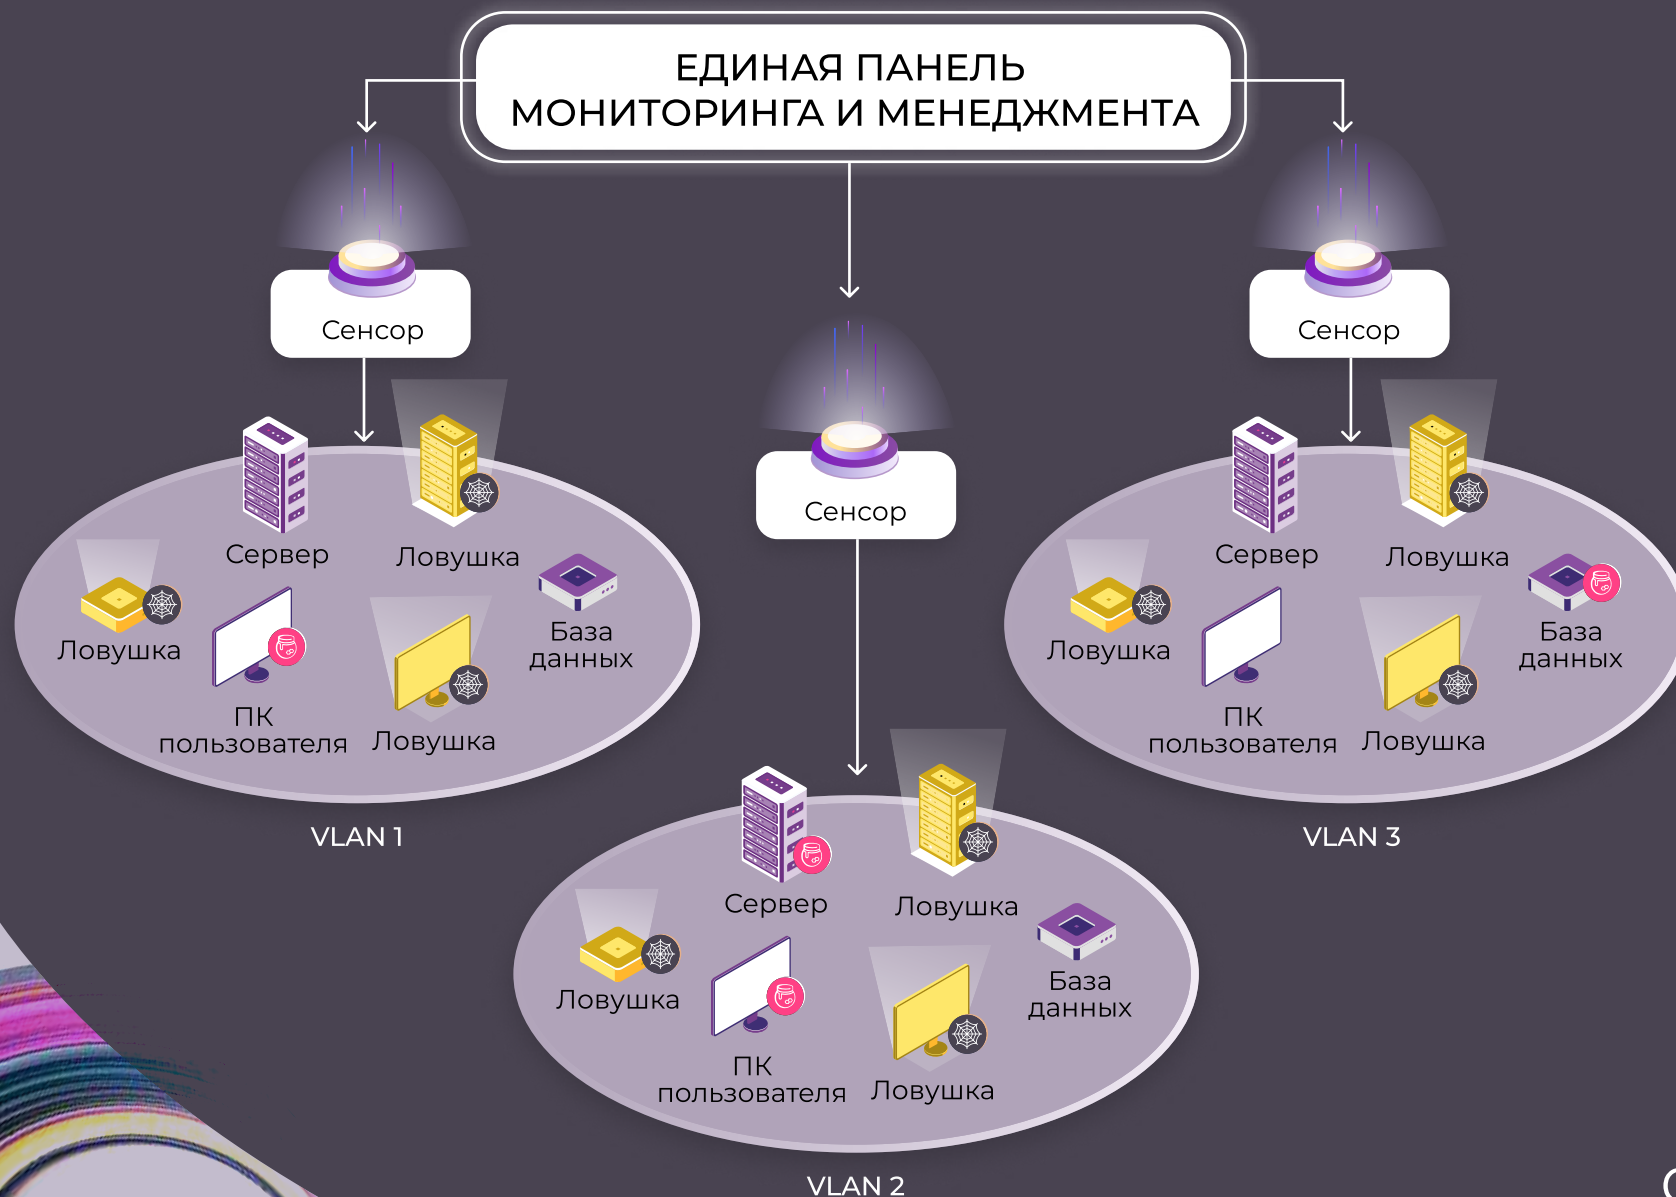 ЕДИНАЯ ПАНЕЛЬ
МОНИТОРИНГА И МЕНЕДЖМЕНТА
Сенсор
Сенсор
Сенсор
Сервер
Ловушка
Ловушка
База
данных
ПК
пользователя
Ловушка
VLAN 1
Сервер
Ловушка
Ловушка
База
данных
ПК
пользователя
Ловушка
VLAN 3
Сервер
Ловушка
Ловушка
База
данных
ПК
пользователя
Ловушка
VLAN 2